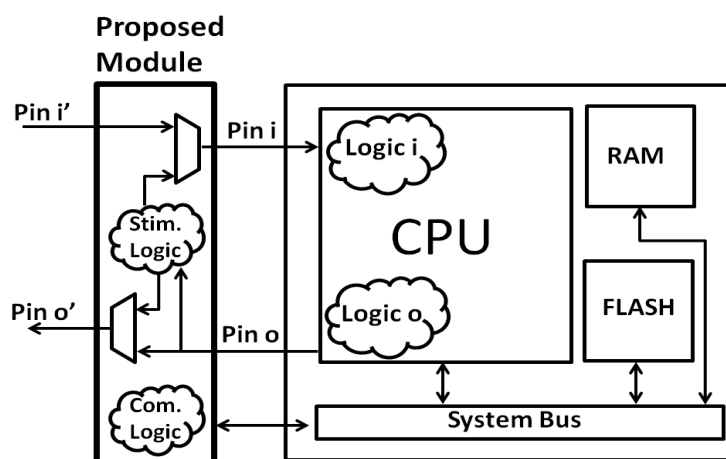 Proposed
Module
Pin i’
Pin i
Logic i
RAM
Stim.
Logic
CPU
Pin o’
Pin o
Logic o
FLASH
Com.
Logic
System Bus